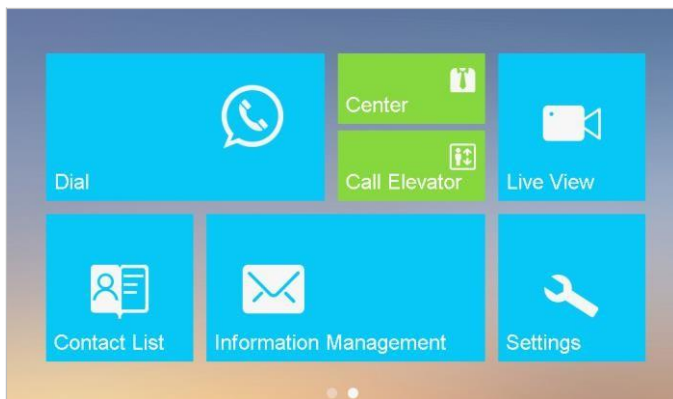 Center
Dial
Call Elevator
Live View
Contact List
Information Management
Settings